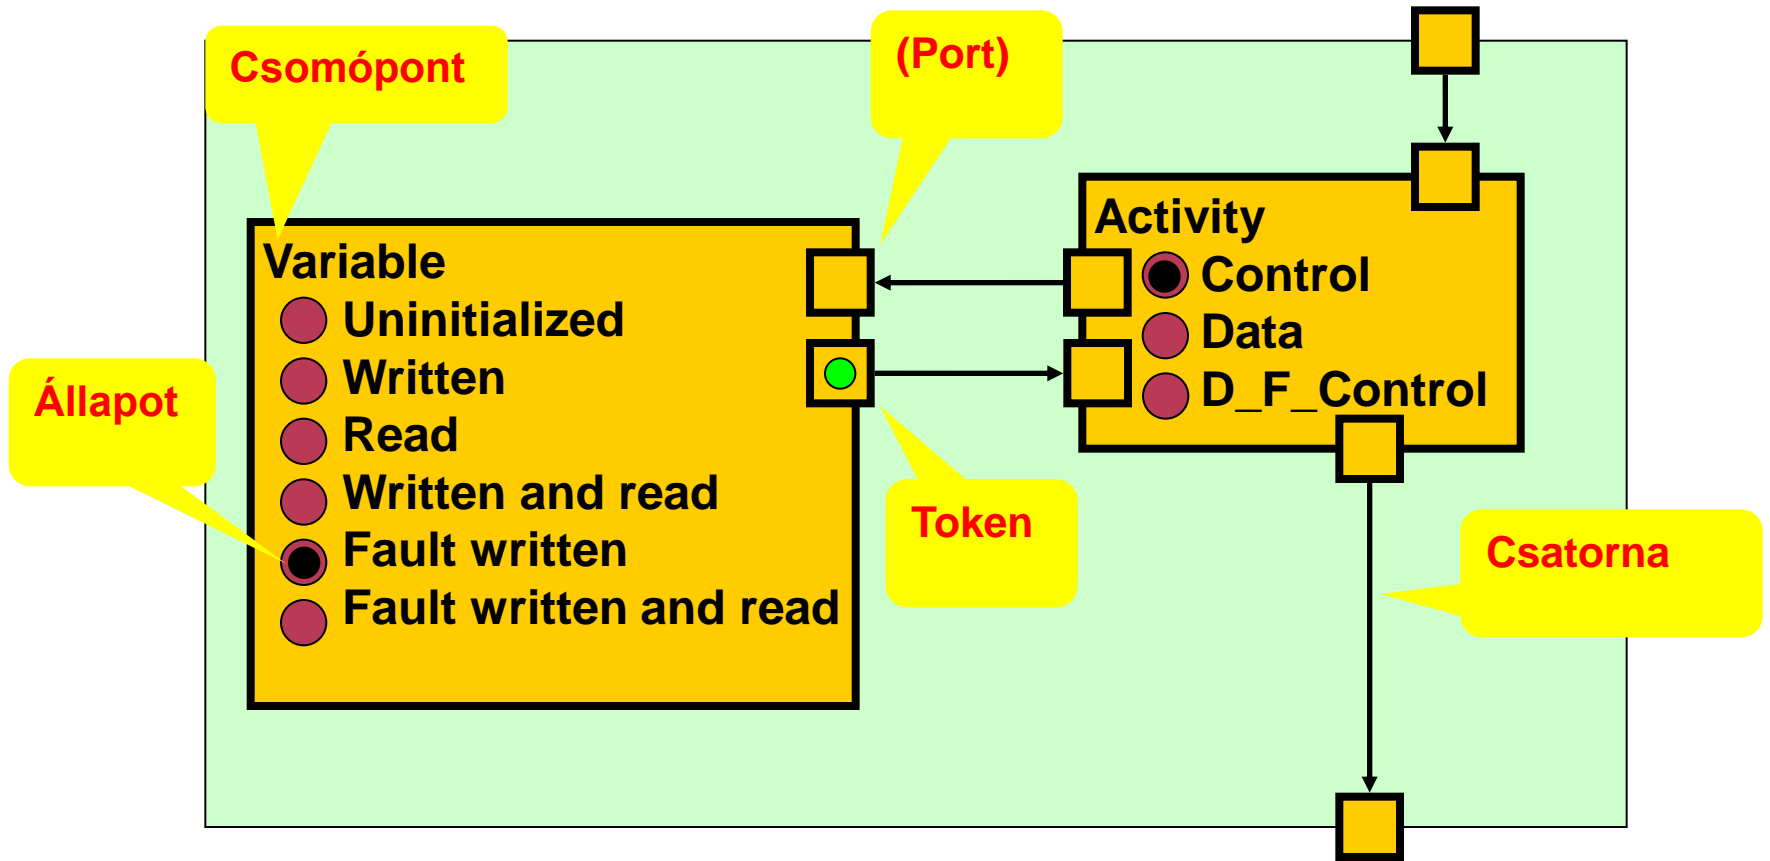 Csomópont
(Port)
Variable
Uninitialized
Written
Read
Written and read
Fault written
Fault written and read
Activity
Control
Data
D_F_Control
Állapot
Token
Csatorna